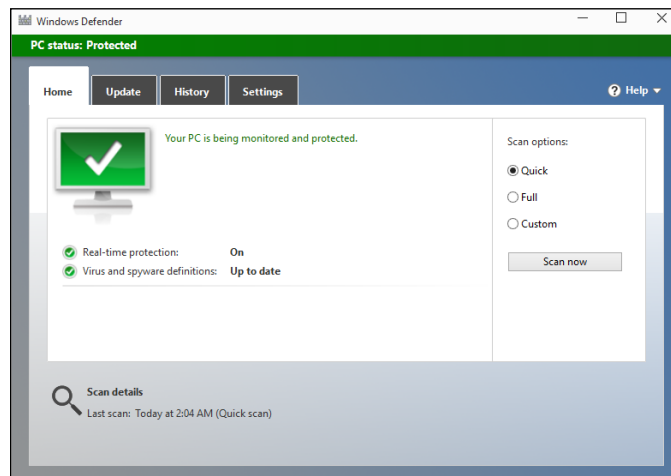 Windows Defender
PC status: Protected
Home
Update
History
Settings
Help
Your PC is being monitored and protected.
Real-time protection: On
Virus and spyware definitions: Up to date
Scan options:
Quick
Full
Custom
Scan now
Scan details
Last scan: Today at 2:04 AM (Quick scan)